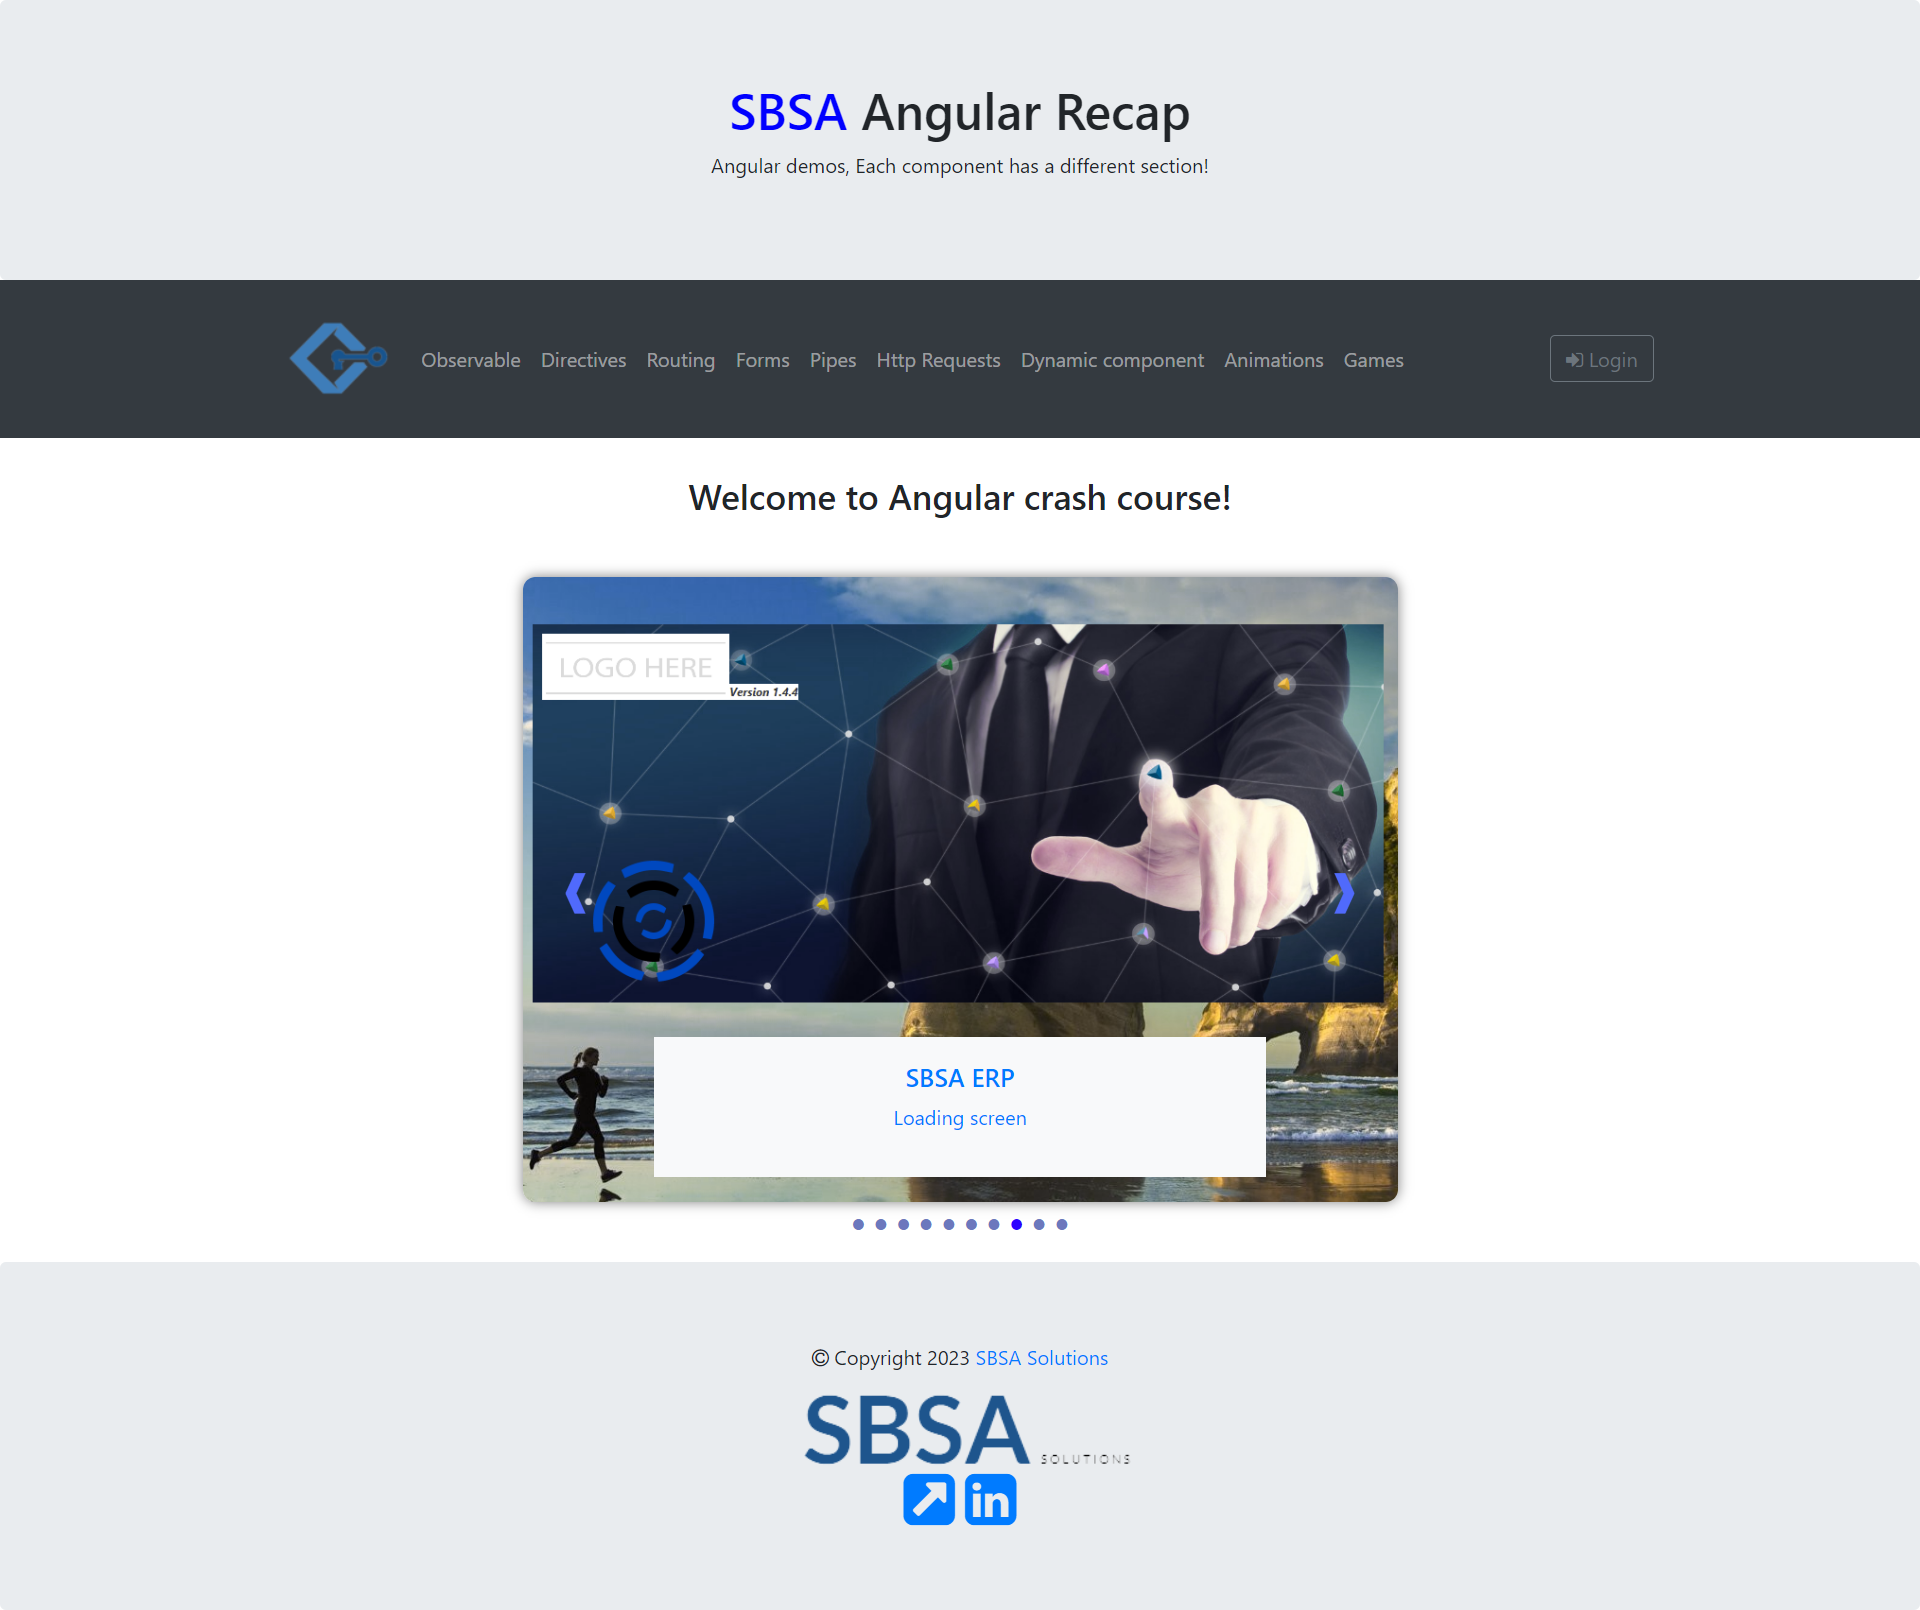 SBSA Angular Recap
Angular demos, Each component has a different section!
Observable Directives Routing Forms Pipes Http Requests Dynamic component Animations Games Login
Welcome to Angular crash course!
LOGO HERE
Version 1.4.4
SBSA ERP
Loading screen
© Copyright 2023 SBSA Solutions
SBSA SOLUTIONS
in